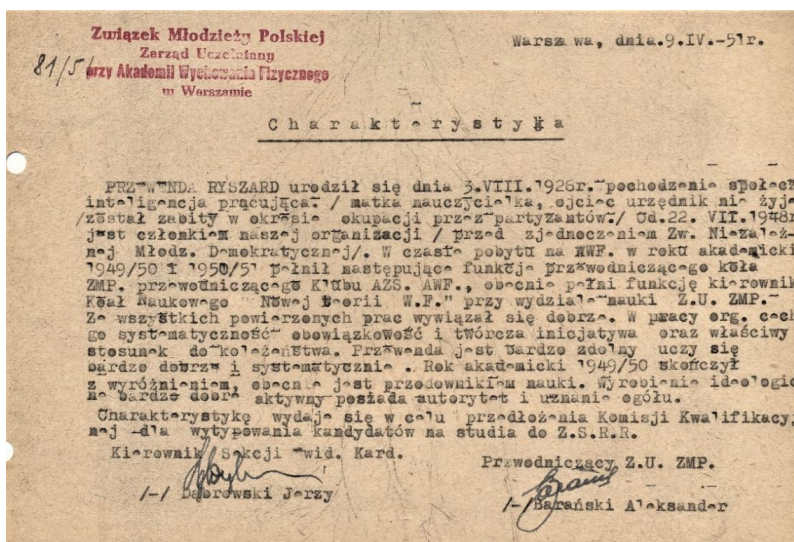 Związek Młodzieży Polskiej
Zarząd Uczelniany
przy Akademii Wychowania Fizycznego
w Warszawie
81/51
Warszawa, dnia.9.IV.-51r.
Charakterystyka
PRZEWENDA RYSZARD urodził się dnia 3.VIII.1926r. pochodzenie społecz
inteligencja pracująca. / matka nauczycielka, ojciec urzędnik nie żyje
/został zabity w okresie okupacji przez partyzantów./ Od.22. VII.1948r
jest członkiem naszej organizacji / przed zjednoczeniem Zw. Niezależ-
nej Młodz. Demokratycznej/. W czasie pobytu na AWF. w roku akademicki
1949/50 i 1950/51 pełnił następujące funkcje przewodniczącego koła
ZMP. przewodniczącego Klubu AZS. AWF., obecnie pełni funkcję kierownik
Koła Naukowego " Nowej teorii W.F." przy wydziale nauki Z.U. ZMP.-
Ze wszystkich powierzonych prac wywiązał się dobrze. W pracy org. cech
go systematyczność obowiązkowość i twórcza inicjatywa oraz właściwy
stosunek do koleżeństwa. Przewenda jest bardzo zdolny uczy się
bardzo dobrze i systematycznie . Rok akademicki 1949/50 skończył
z wyróżnieniem, obecnie jest przodownikiem nauki. Wyrobienie ideologic
ne bardzo dobre aktywny posiada autorytet i uznanie ogółu.
Charakterystykę wydaje się w celu przedłożenia Komisji Kwalifikacyj
nej -dla wytypowania kandydatów na studia do Z.S.R.R.
Kierownik Sekcji Ewid. Kard.
Przewodniczący Z.U. ZMP.
/-/ Dąbrowski Jerzy
/-/Barański Aleksander